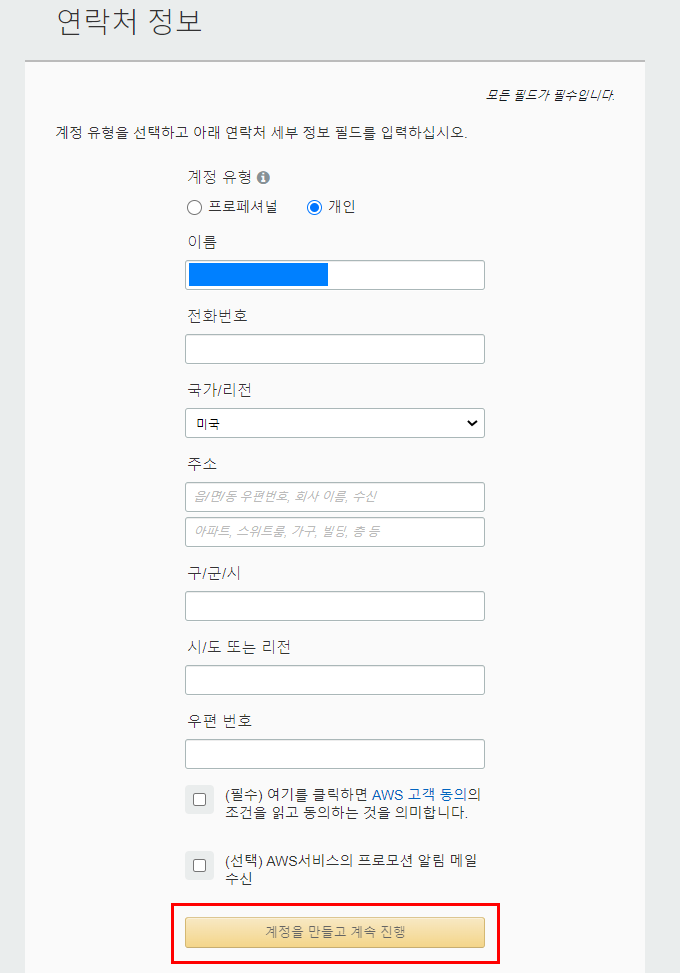 연락처 정보
모든 필드가 필수입니다.
계정 유형을 선택하고 아래 연락처 세부 정보 필드를 입력하십시오.
계정 유형
프로페셔널 개인
이름
전화번호
국가/리전
미국
주소
읍/면/동 우편번호, 회사 이름, 수신
아파트, 스위트룸, 가구, 빌딩, 층 등
구/군/시
시/도 또는 리전
우편 번호
(필수) 여기를 클릭하면 AWS 고객 동의의
조건을 읽고 동의하는 것을 의미합니다.
(선택) AWS서비스의 프로모션 알림 메일
수신
계정을 만들고 계속 진행